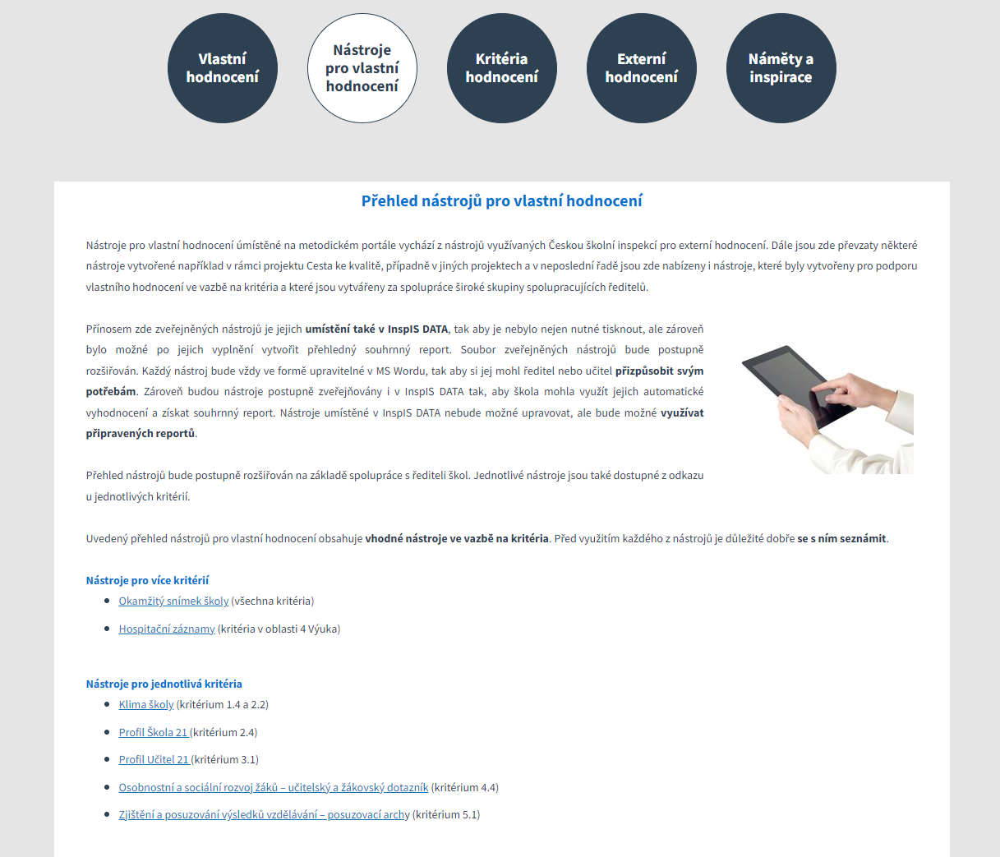 Vlastní
hodnocení
Nástroje
pro vlastní
hodnocení
Kritéria
hodnocení
Externí
hodnocení
Náměty a
inspirace
Přehled nástrojů pro vlastní hodnocení
Nástroje pro vlastní hodnocení úmístěné na metodickém portále vychází z nástrojů využívaných Českou školní inspekcí pro externí hodnocení. Dále jsou zde převzaty některé
nástroje vytvořené například v rámci projektu Cesta ke kvalitě, případně v jiných projektech a v neposlední řadě jsou zde nabízeny i nástroje, které byly vytvořeny pro podporu
vlastního hodnocení ve vazbě na kritéria a které jsou vytvářeny za spolupráce široké skupiny spolupracujících ředitelů.
Přínosem zde zveřejněných nástrojů je jejich umístění také v InspIS DATA, tak aby je nebylo nejen nutné tisknout, ale zároveň
bylo možné po jejich vyplnění vytvořit přehledný souhrnný report. Soubor zveřejněných nástrojů bude postupně
rozšiřován. Každý nástroj bude vždy ve formě upravitelné v MS Wordu, tak aby si jej mohl ředitel nebo učitel přizpůsobit svým
potřebám. Zároveň budou nástroje postupně zveřejňovány i v InspIS DATA tak, aby škola mohla využít jejich automatické
vyhodnocení a získat souhrnný report. Nástroje umístěné v InspIS DATA nebude možné upravovat, ale bude možné využívat
připravených reportů.
Přehled nástrojů bude postupně rozšiřován na základě spolupráce s řediteli škol. Jednotlivé nástroje jsou také dostupné z odkazu
u jednotlivých kritérií.
Uvedený přehled nástrojů pro vlastní hodnocení obsahuje vhodné nástroje ve vazbě na kritéria. Před využitím každého z nástrojů je důležité dobře se s ním seznámit.
Nástroje pro více kritérií
• Okamžitý snímek školy (všechna kritéria)
• Hospitační záznamy (kritéria v oblasti 4 Výuka)
Nástroje pro jednotlivá kritéria
• Klima školy (kritérium 1.4 a 2.2)
• Profil Škola 21 (kritérium 2.4)
• Profil Učitel 21 (kritérium 3.1)
• Osobnostní a sociální rozvoj žáků – učitelský a žákovský dotazník (kritérium 4.4)
• Zjištění a posuzování výsledků vzdělávání – posuzovací archy (kritérium 5.1)